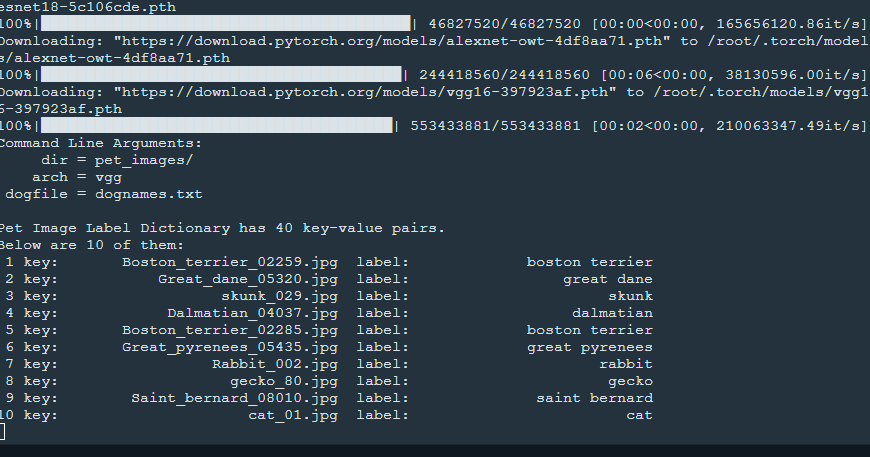 esnet18-5c106cde.pth
100%|██████████| 46827520/46827520 [00:00<00:00, 165656120.86it/s]
Downloading: "https://download.pytorch.org/models/alexnet-owt-4df8aa71.pth" to /root/.torch/model
s/alexnet-owt-4df8aa71.pth
100%|██████████| 244418560/244418560 [00:06<00:00, 38130596.00it/s]
Downloading: "https://download.pytorch.org/models/vgg16-397923af.pth" to /root/.torch/models/vgg1
6-397923af.pth
100%|██████████| 553433881/553433881 [00:02<00:00, 210063347.49it/s]
Command Line Arguments:
dir = pet_images/
arch = vgg
dogfile = dognames.txt
Pet Image Label Dictionary has 40 key-value pairs.
Below are 10 of them:
1 key: Boston_terrier_02259.jpg label: boston terrier
2 key: Great_dane_05320.jpg label: great dane
3 key: skunk_029.jpg label: skunk
4 key: Dalmatian_04037.jpg label: dalmatian
5 key: Boston_terrier_02285.jpg label: boston terrier
6 key: Great_pyrenees_05435.jpg label: great pyrenees
7 key: Rabbit_002.jpg label: rabbit
8 key: gecko_80.jpg label: gecko
9 key: Saint_bernard_08010.jpg label: saint bernard
10 key: cat_01.jpg label: cat